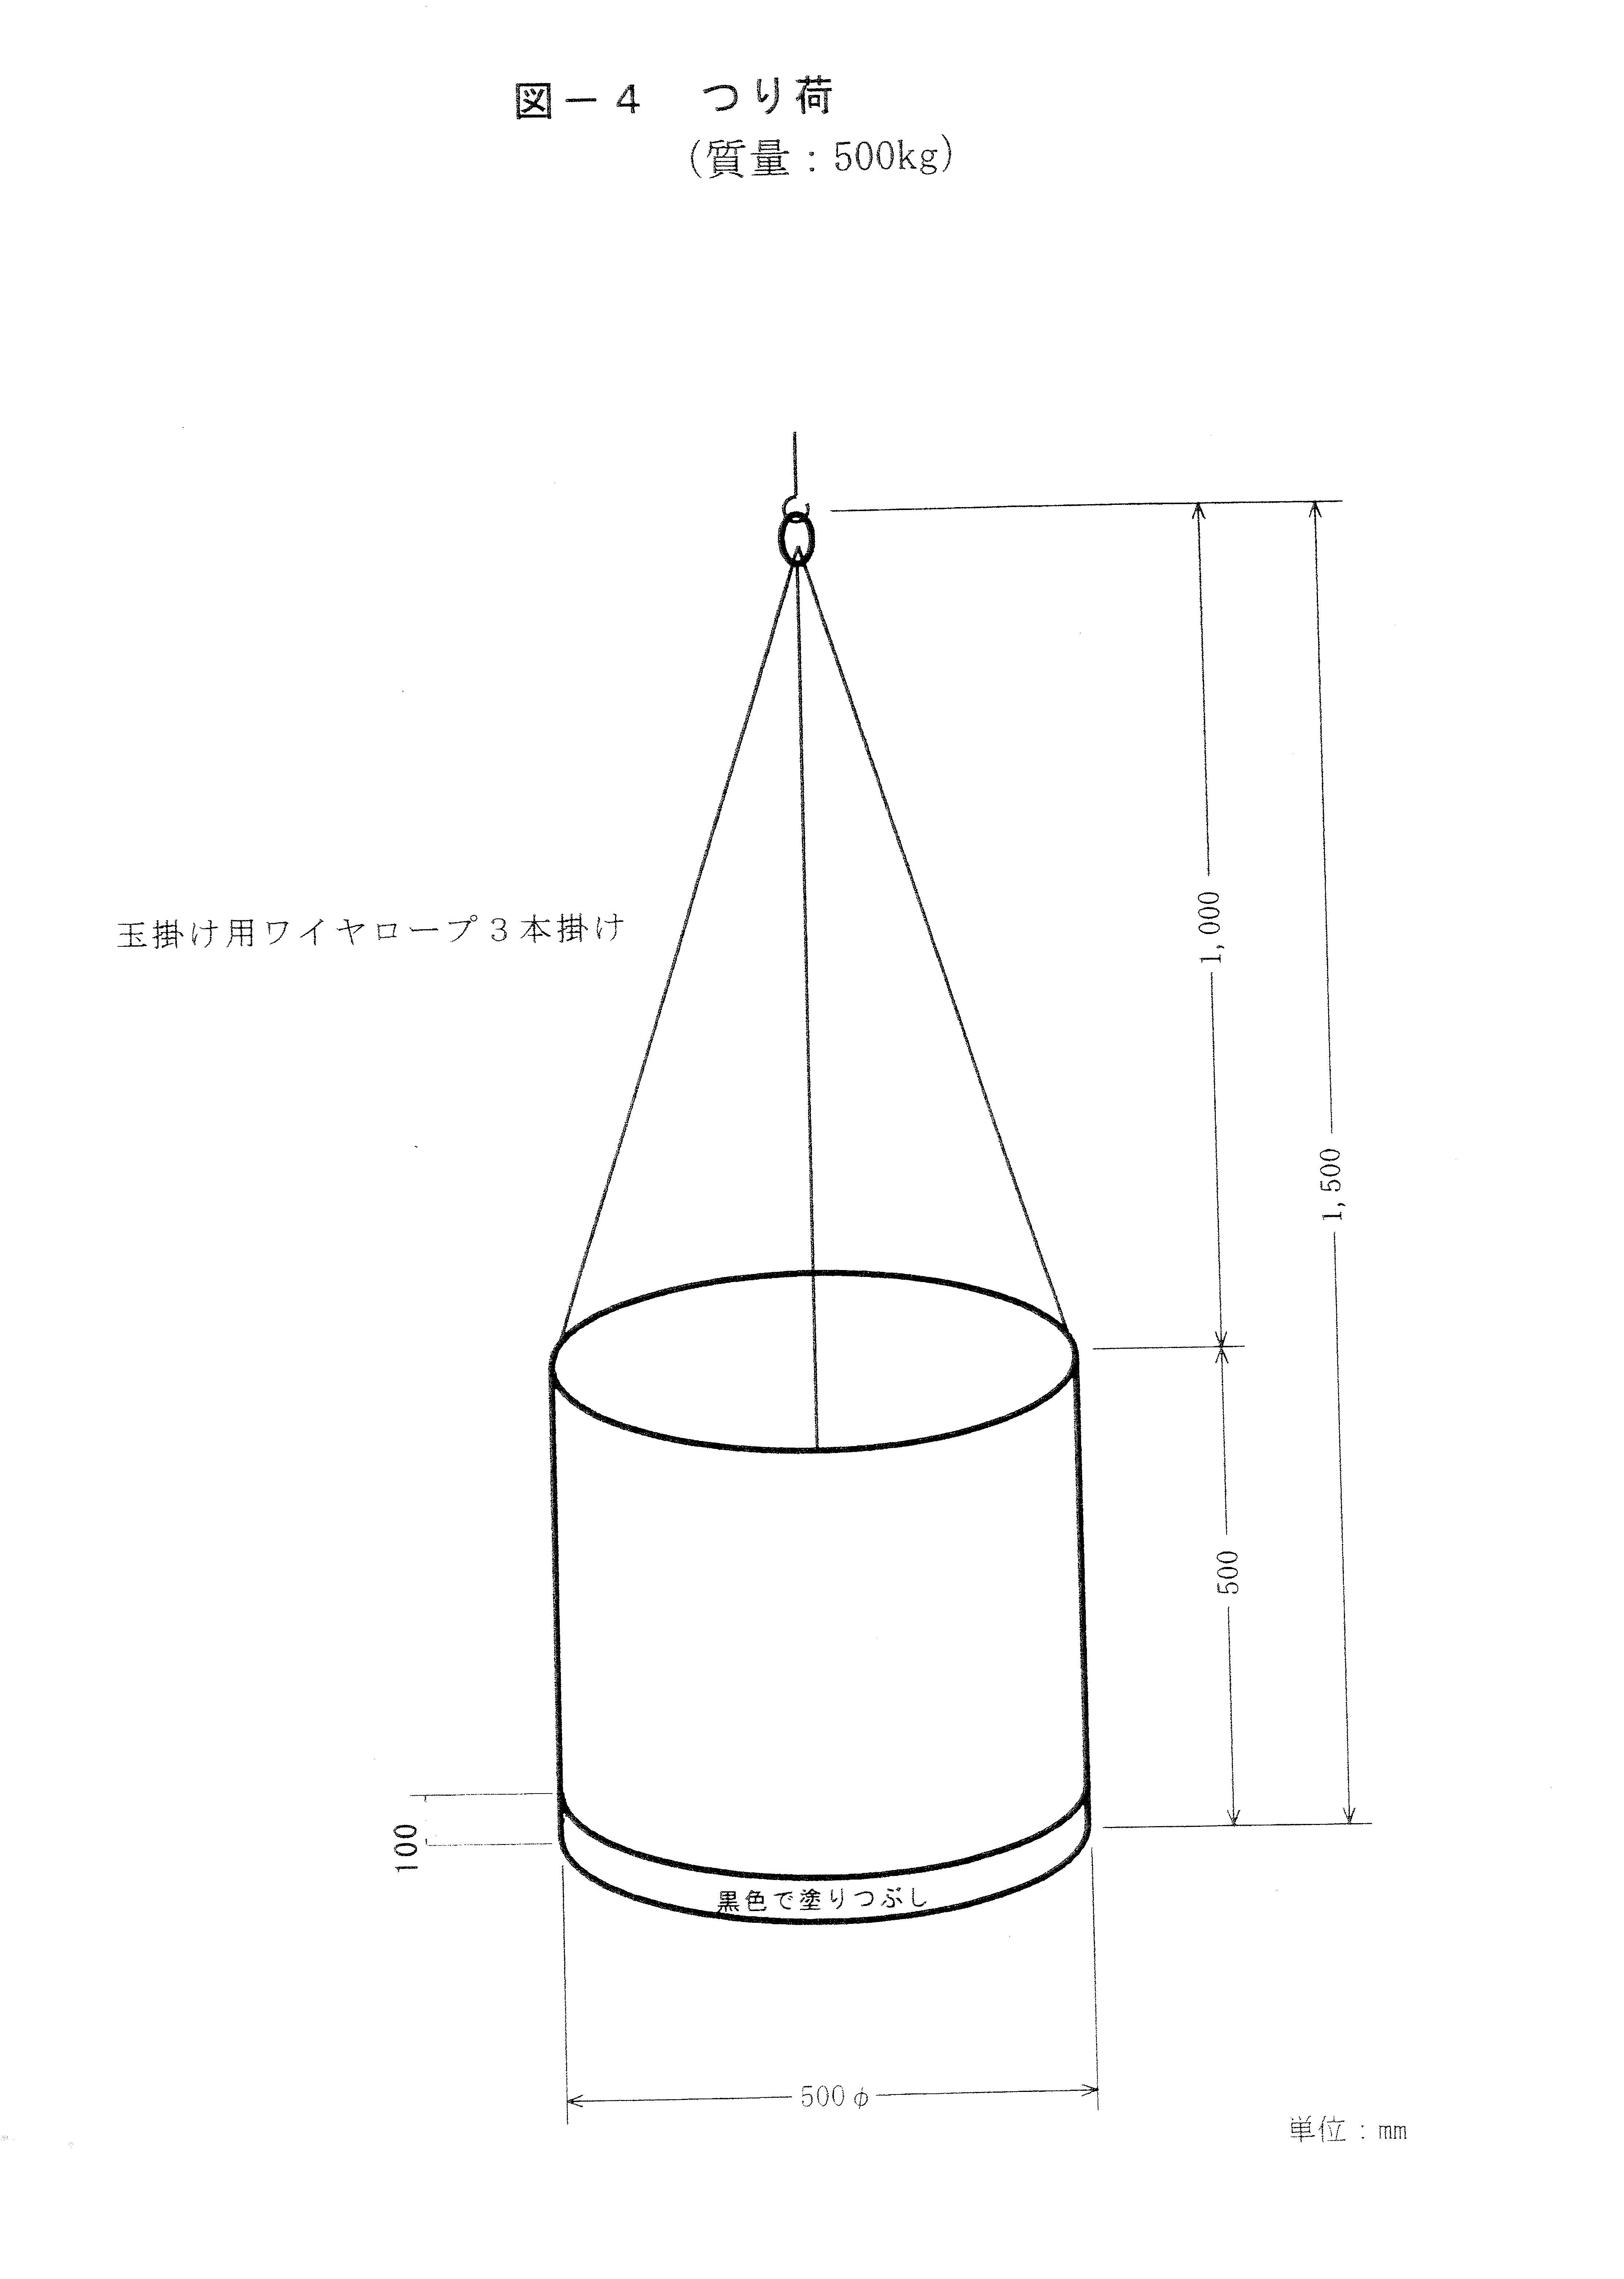 図－４　つり荷
(質量：500kg)
玉掛け用ワイヤロープ３本掛け
1,000
1,500
500
100
黒色で塗りつぶし
500φ
単位：mm